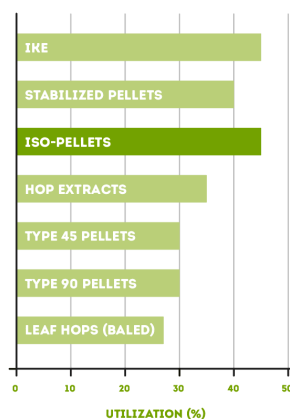 IKE
STABILIZED PELLETS
ISO-PELLETS
HOP EXTRACTS
TYPE 45 PELLETS
TYPE 90 PELLETS
LEAF HOPS (BALED)
0 10 20 30 40 50
UTILIZATION (%)